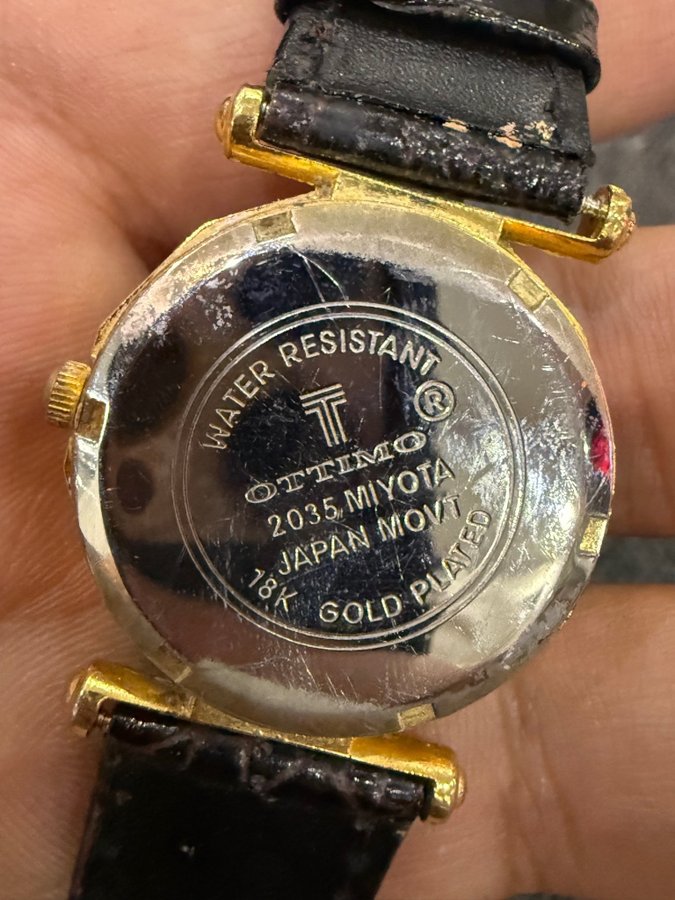 WATER RESISTANT
T
®
OTTIMO
2035 MIYOTA
JAPAN MOVT
18K GOLD PLATED